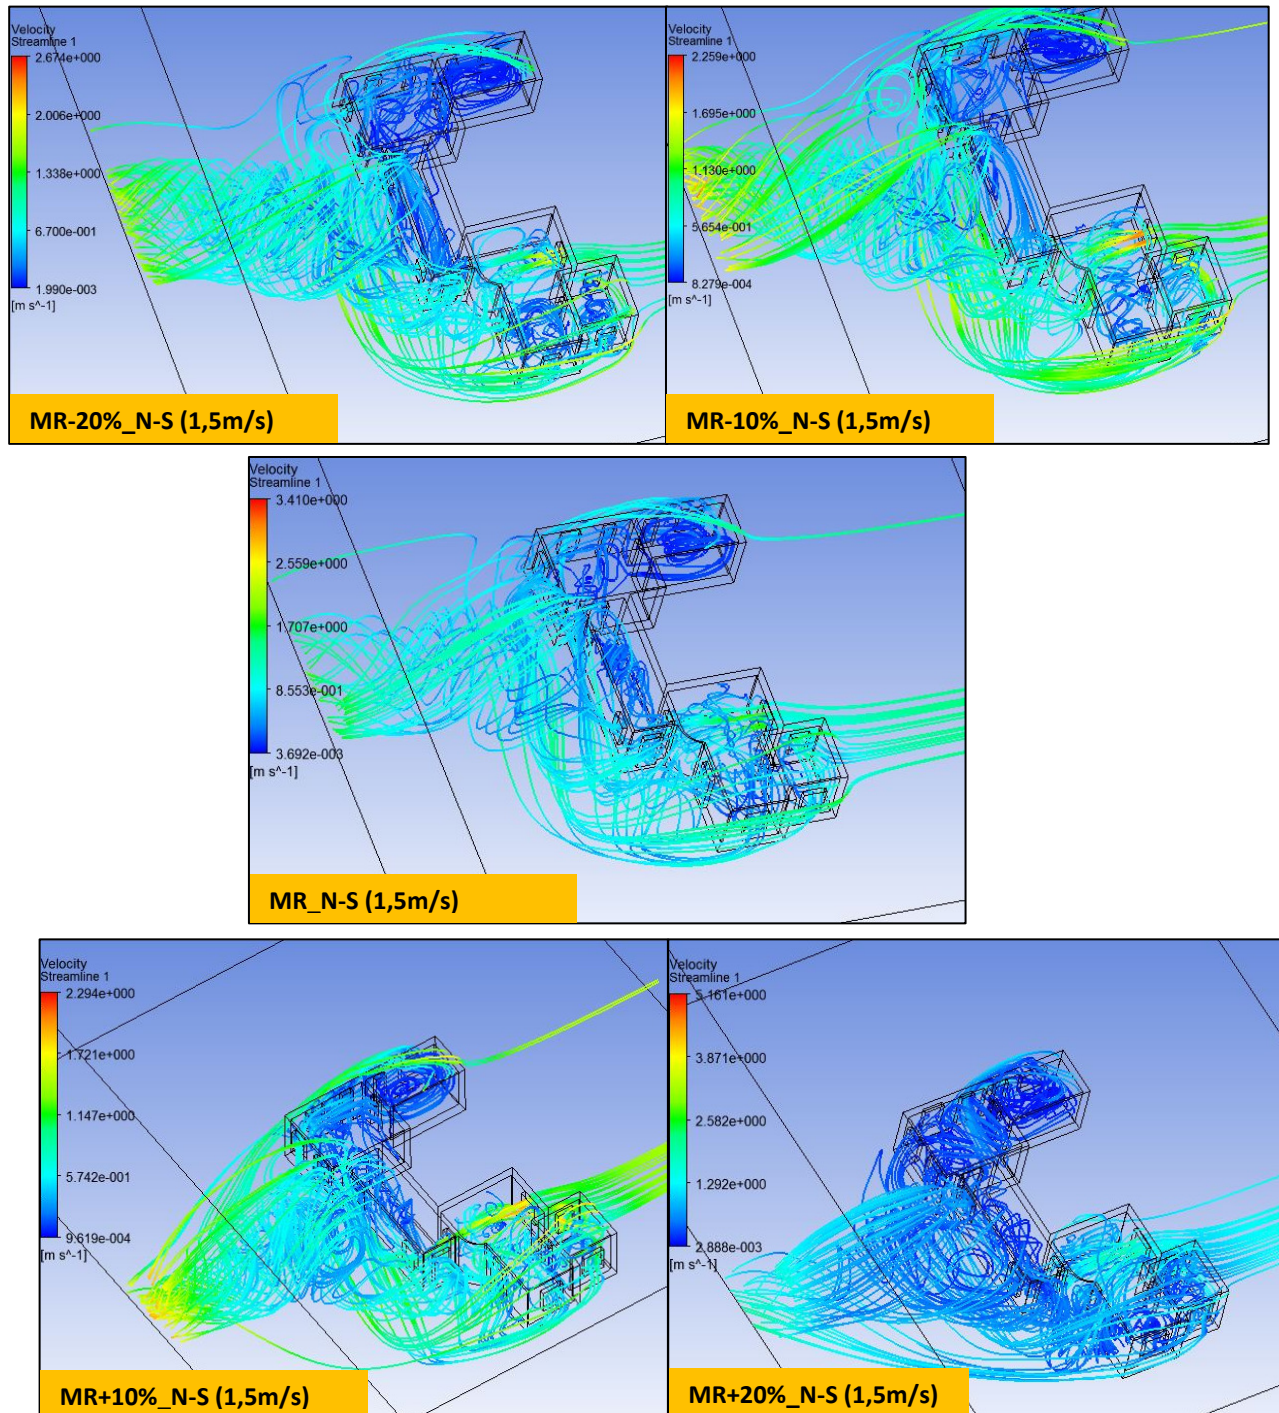 Velocity
Streamline 1
2.674e+000
2.006e+000
1.338e+000
6.700e-001
1.990e-003
[m s^-1]
MR-20%_N-S (1,5m/s)
Velocity
Streamline 1
2.259e+000
1.695e+000
1.130e+000
5.654e-001
8.279e-004
[m s^-1]
MR-10%_N-S (1,5m/s)
Velocity
Streamline 1
3.410e+000
2.559e+000
1.707e+000
8.553e-001
3.692e-003
[m s^-1]
MR_N-S (1,5m/s)
Velocity
Streamline 1
2.294e+000
1.721e+000
1.147e+000
5.742e-001
9.619e-004
[m s^-1]
MR+10%_N-S (1,5m/s)
Velocity
Streamline 1
5.161e+000
3.871e+000
2.582e+000
1.292e+000
2.888e-003
[m s^-1]
MR+20%_N-S (1,5m/s)